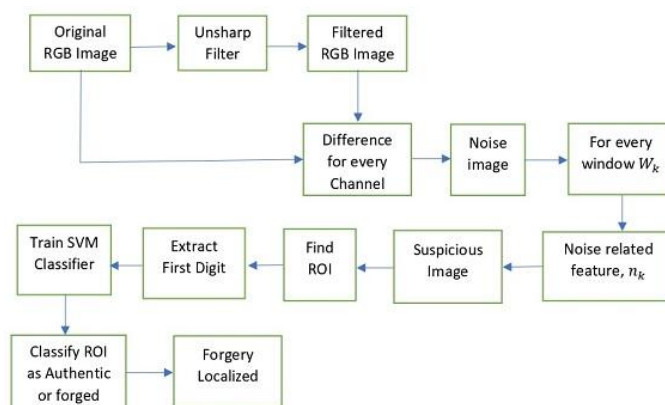 Original
RGB Image
Unsharp
Filter
Filtered
RGB Image
Difference
for every
Channel
Noise
image
For every
window W_k
Noise related
feature, n_k
Suspicious
Image
Find
ROI
Extract
First Digit
Train SVM
Classifier
Classify ROI
as Authentic
or forged
Forgery
Localized